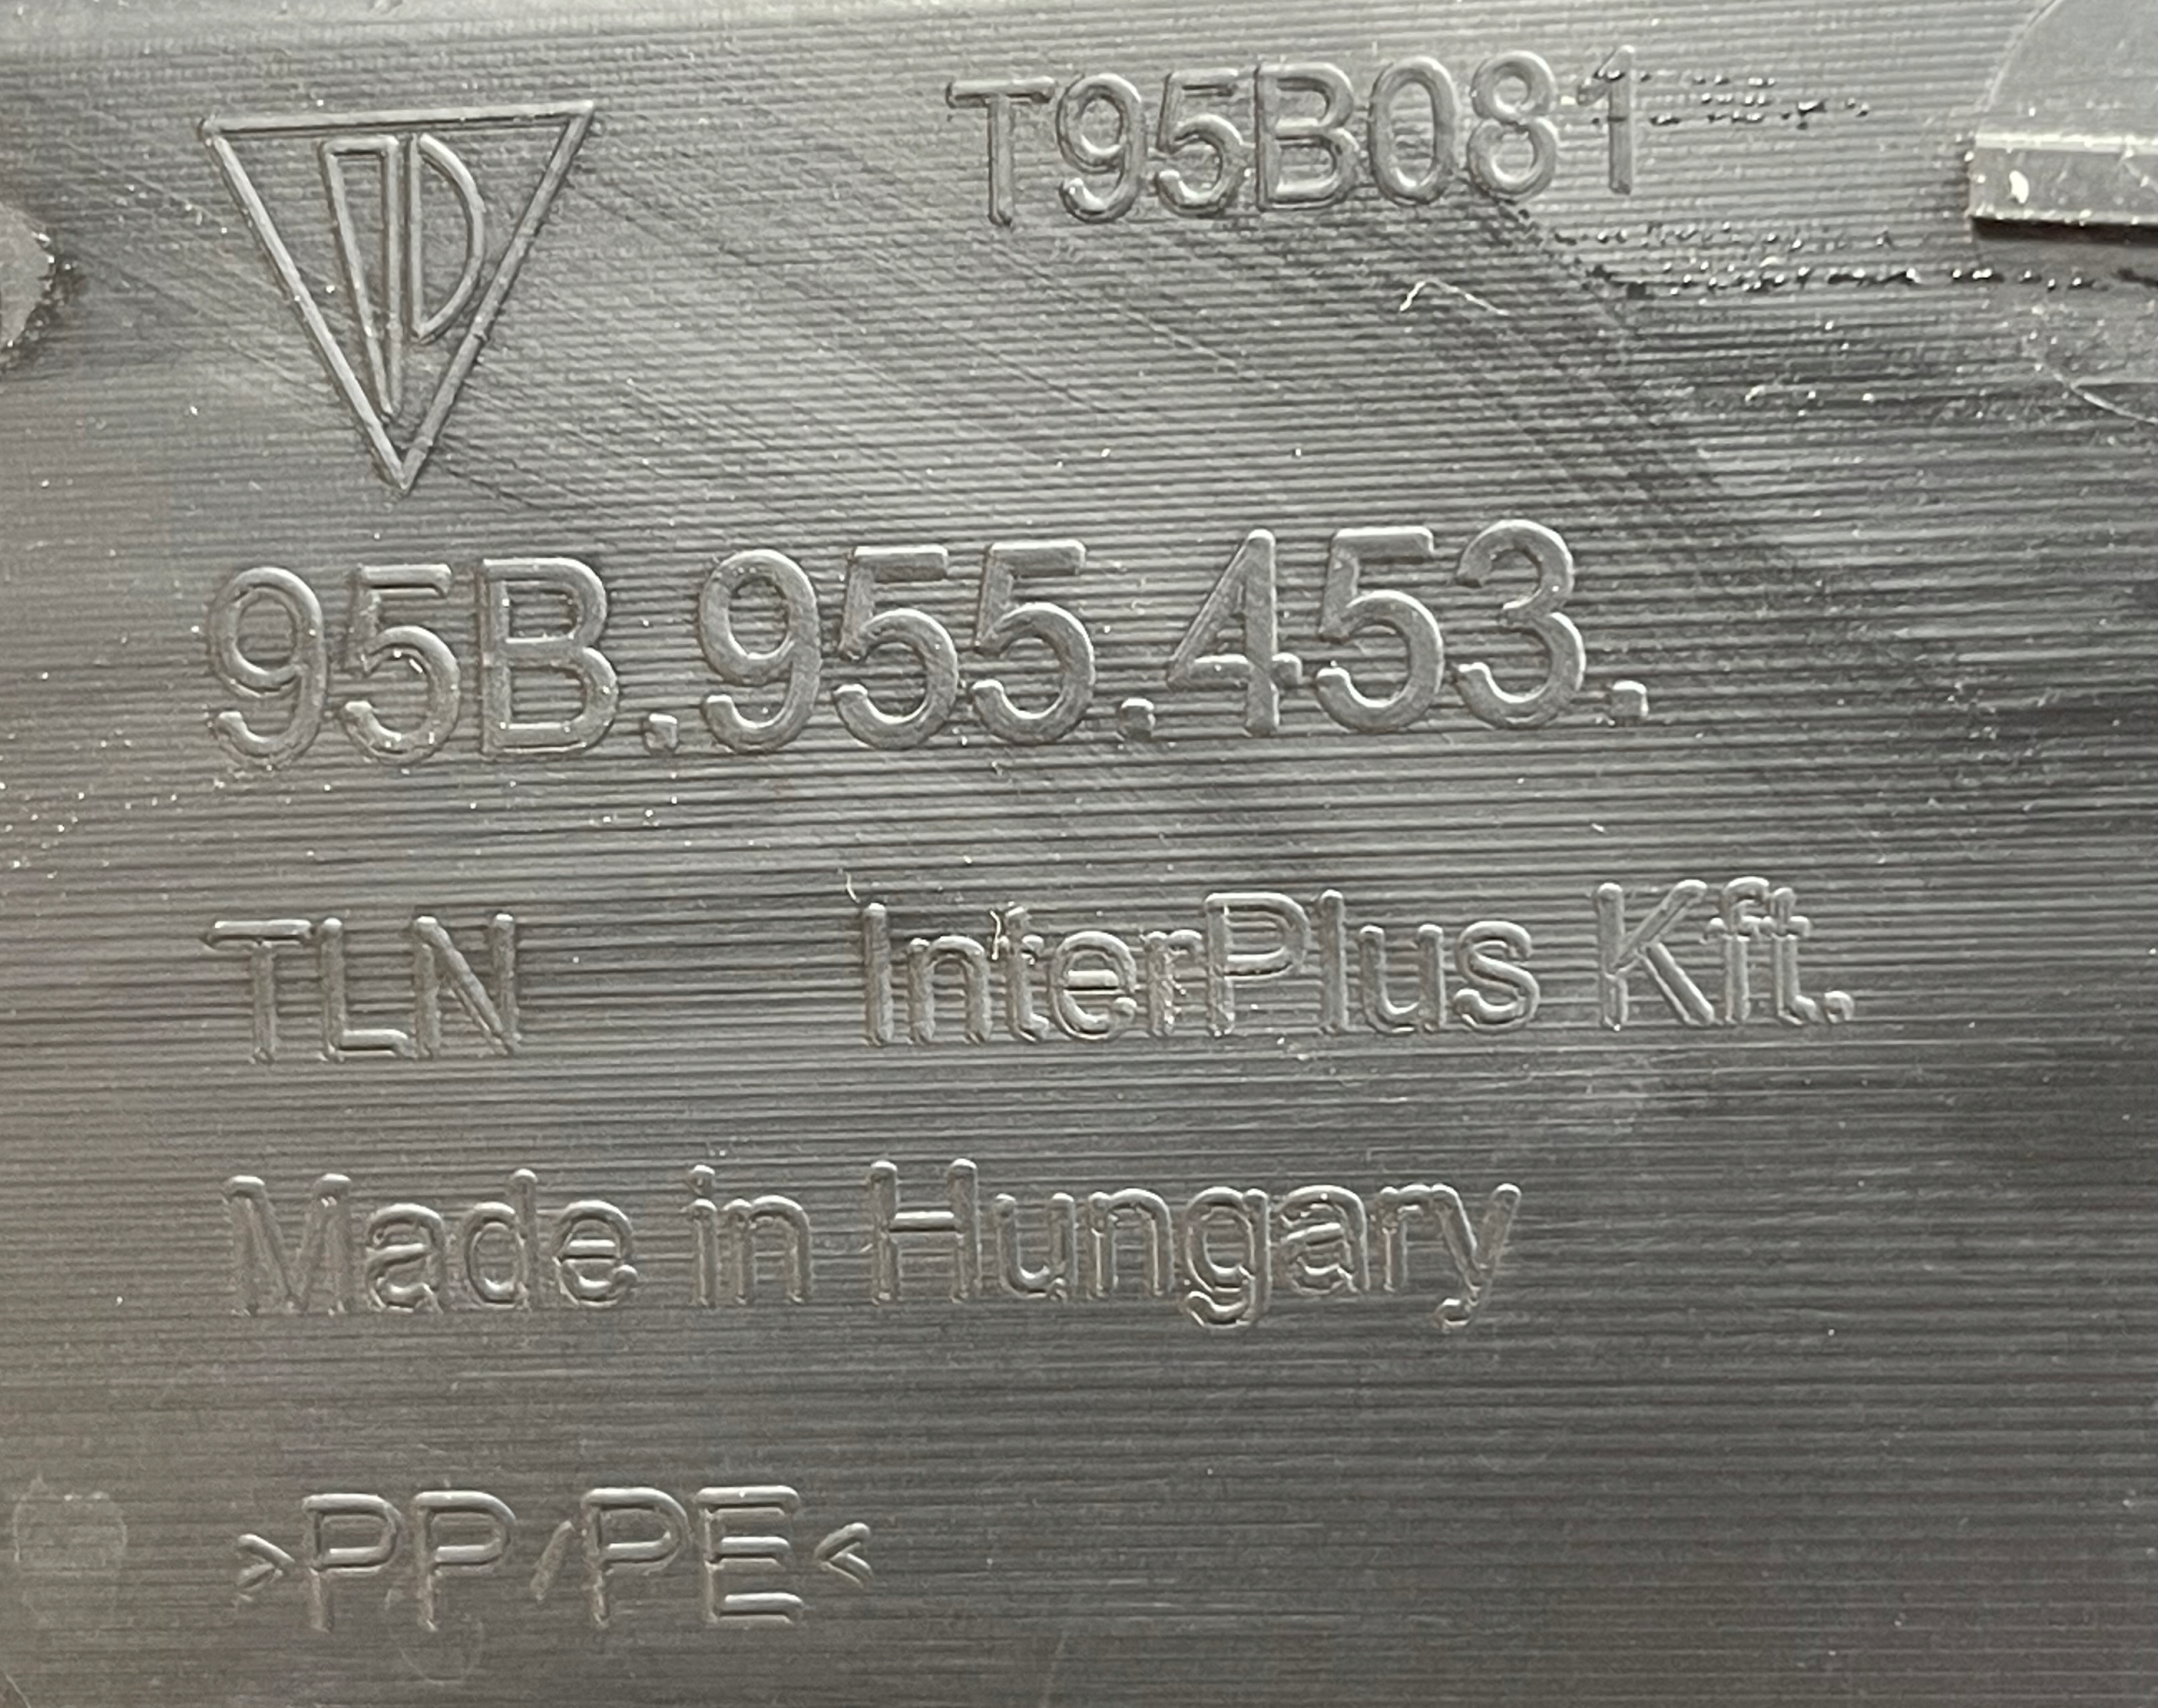 T95B081
95B.955.453.
TLN InterPlus Kft.
Made in Hungary
>PP/PE<